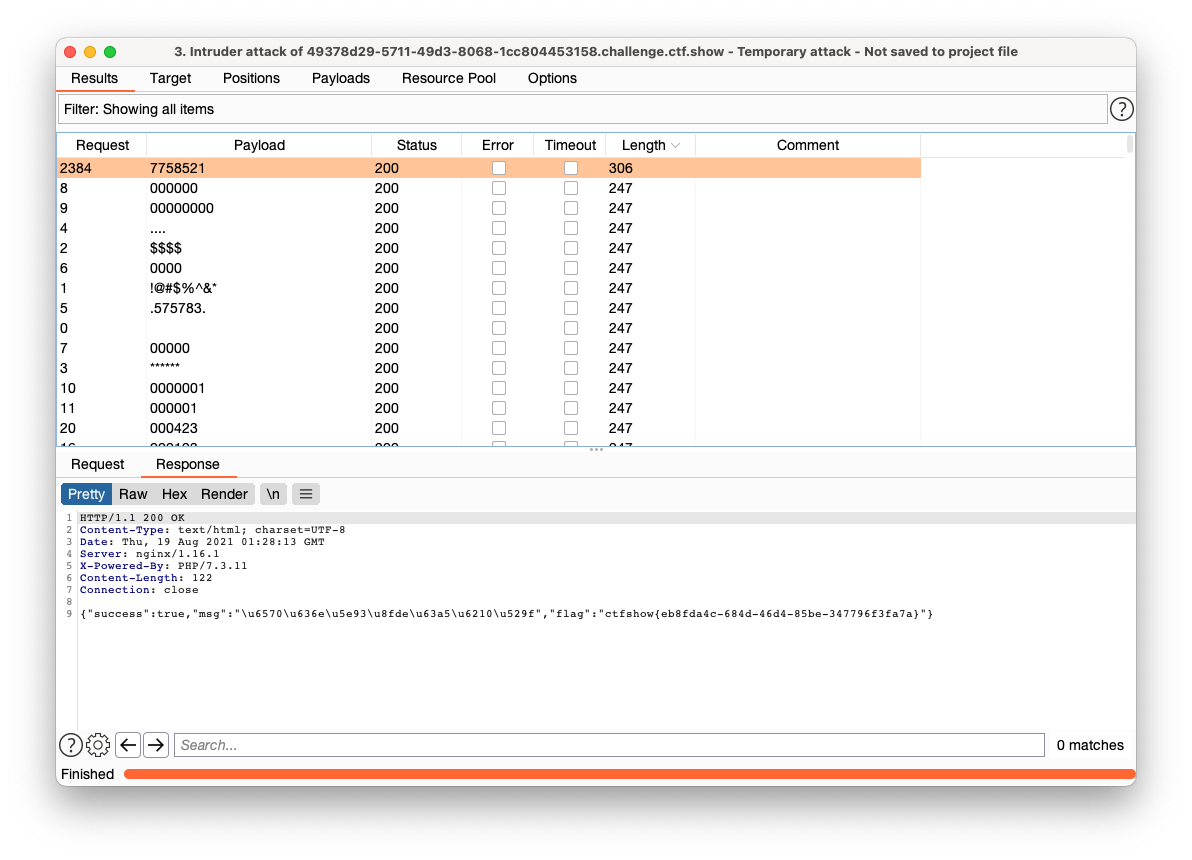 3. Intruder attack of 49378d29-5711-49d3-8068-1cc804453158.challenge.ctf.show - Temporary attack - Not saved to project file
Results Target Positions Payloads Resource Pool Options
Filter: Showing all items ?
Request Payload Status Error Timeout Length Comment
2384 7758521 200 306
8 000000 200 247
9 00000000 200 247
4 .... 200 247
2 $$$$ 200 247
6 0000 200 247
1 !@#$%^&* 200 247
5 .575783. 200 247
0 200 247
7 00000 200 247
3 ****** 200 247
10 0000001 200 247
11 000001 200 247
20 000423 200 247
Request Response
Pretty Raw Hex Render \n
1 HTTP/1.1 200 OK
2 Content-Type: text/html; charset=UTF-8
3 Date: Thu, 19 Aug 2021 01:28:13 GMT
4 Server: nginx/1.16.1
5 X-Powered-By: PHP/7.3.11
6 Content-Length: 122
7 Connection: close
8
9 {"success":true,"msg":"\u6570\u636e\u5e93\u8fde\u63a5\u6210\u529f","flag":"ctfshow{eb8fda4c-684d-46d4-85be-347796f3fa7a}"}
? Search... 0 matches
Finished